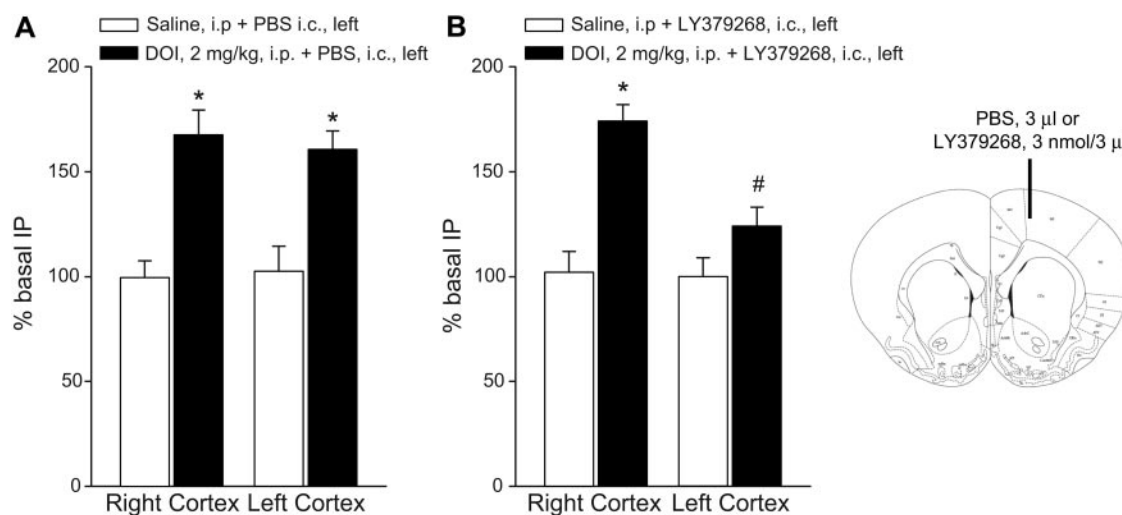 A
Saline, i.p + PBS i.c., left
DOI, 2 mg/kg, i.p. + PBS, i.c., left
200
150
100
50
0
% basal IP
*
*
Right Cortex Left Cortex
B
Saline, i.p + LY379268, i.c., left
DOI, 2 mg/kg, i.p. + LY379268, i.c., left
200
150
100
50
0
% basal IP
*
#
Right Cortex Left Cortex
PBS, 3 µl or
LY379268, 3 nmol/3 µ